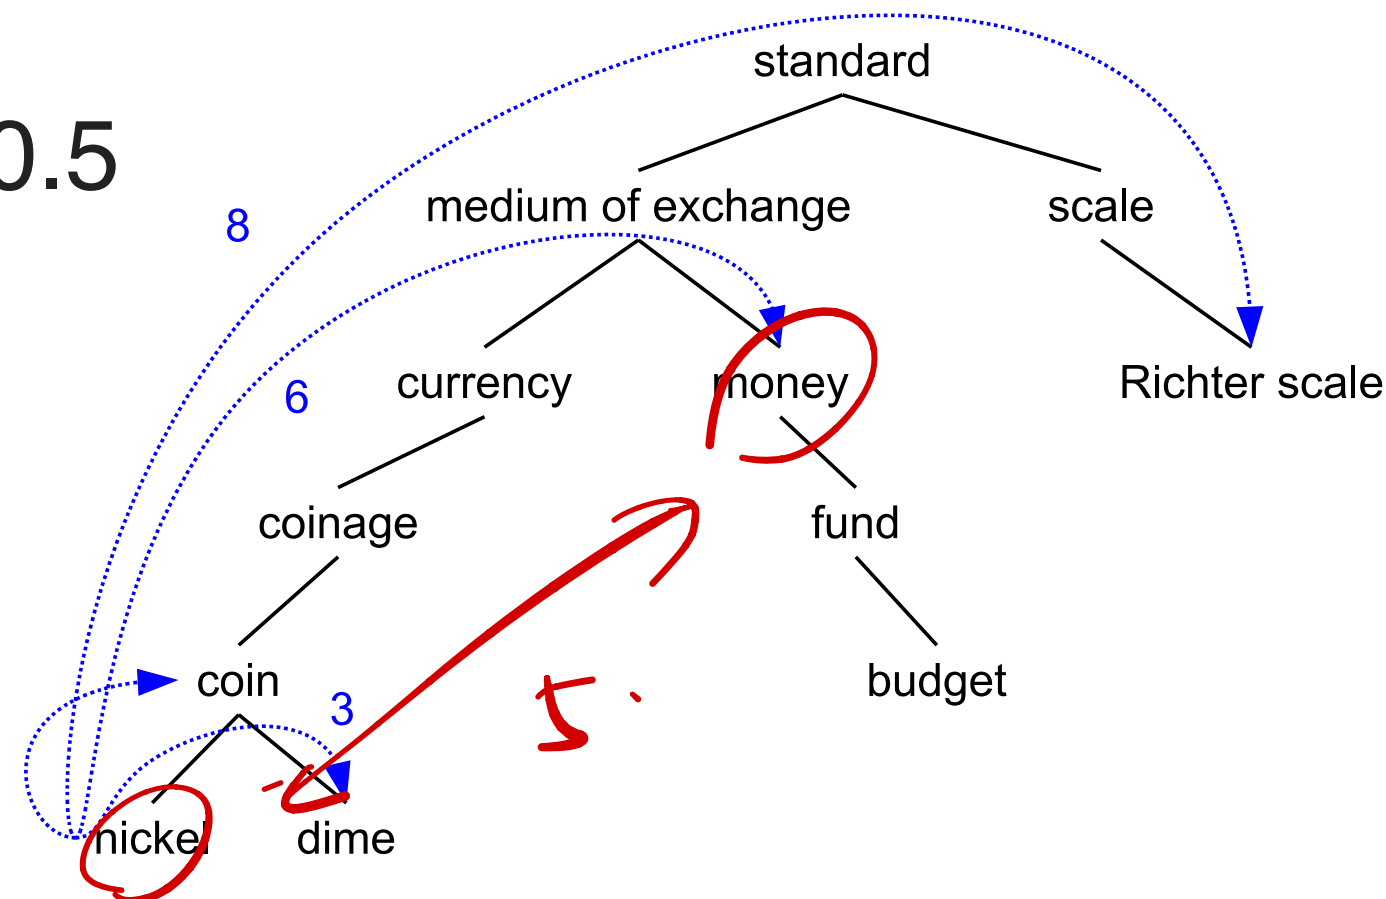 standard
0.5
8
medium of exchange scale
6 currency money Richter scale
coinage fund
coin budget
3
5
nickel dime